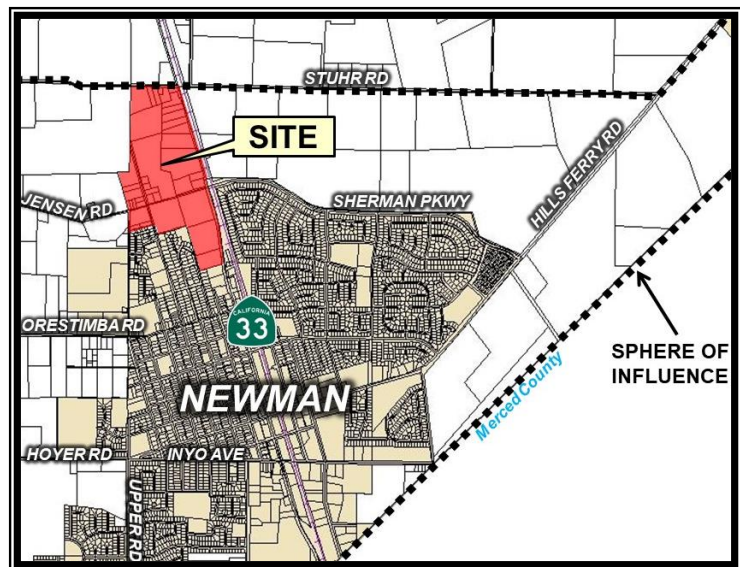 STUHR RD
SITE
HILLS FERRY RD
JENSEN RD
SHERMAN PKWY
CALIFORNIA
33
ORESTIMBA RD
SPHERE OF
INFLUENCE
Merced County
NEWMAN
HOYER RD
INYO AVE
UPPER RD